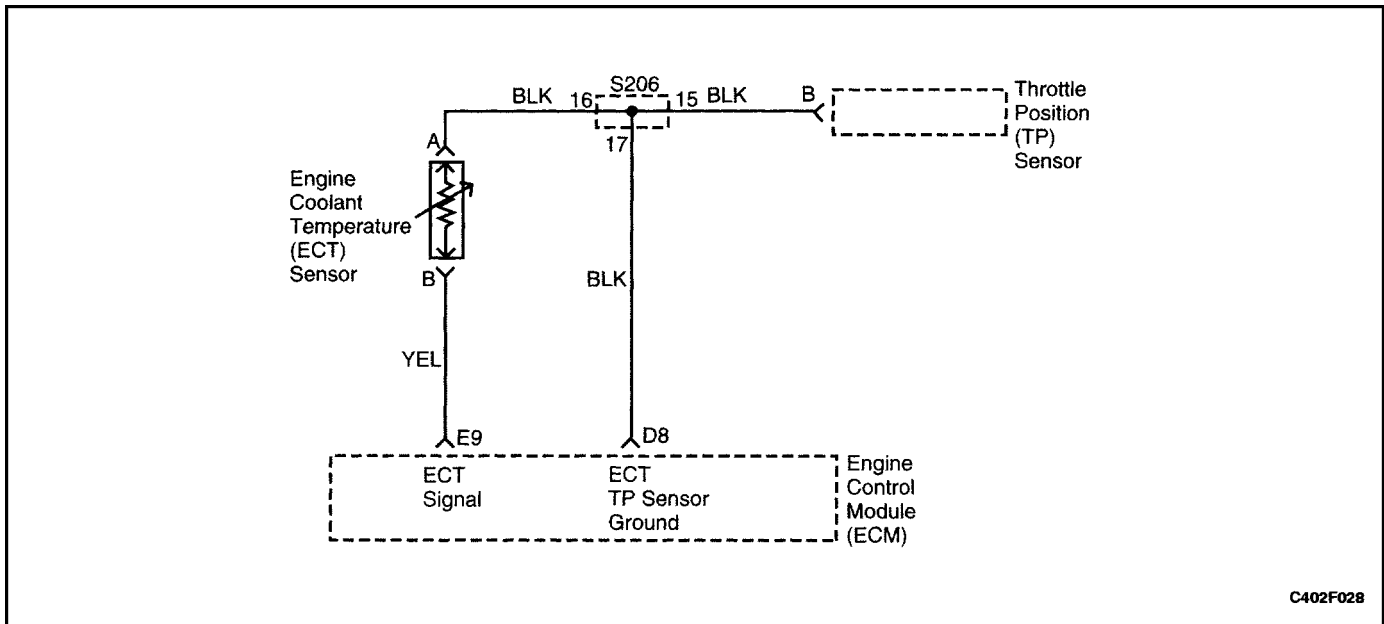 S206
BLK 16 15 BLK B
17
Throttle
Position
(TP)
Sensor
A
Engine
Coolant
Temperature
(ECT)
Sensor
B
BLK
YEL
E9
D8
ECT
Signal
ECT
TP Sensor
Ground
Engine
Control
Module
(ECM)
C402F028